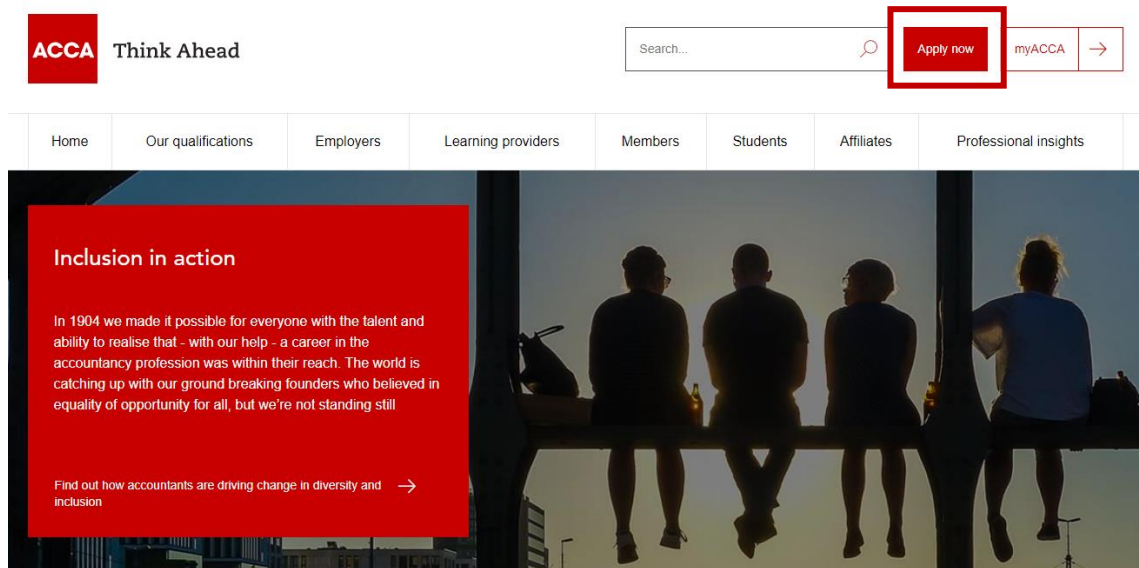 ACCA
Think Ahead
Search...
Apply now
myACCA
Home
Our qualifications
Employers
Learning providers
Members
Students
Affiliates
Professional insights
Inclusion in action
In 1904 we made it possible for everyone with the talent and
ability to realise that - with our help - a career in the
accountancy profession was within their reach. The world is
catching up with our ground breaking founders who believed in
equality of opportunity for all, but we're not standing still
Find out how accountants are driving change in diversity and
inclusion